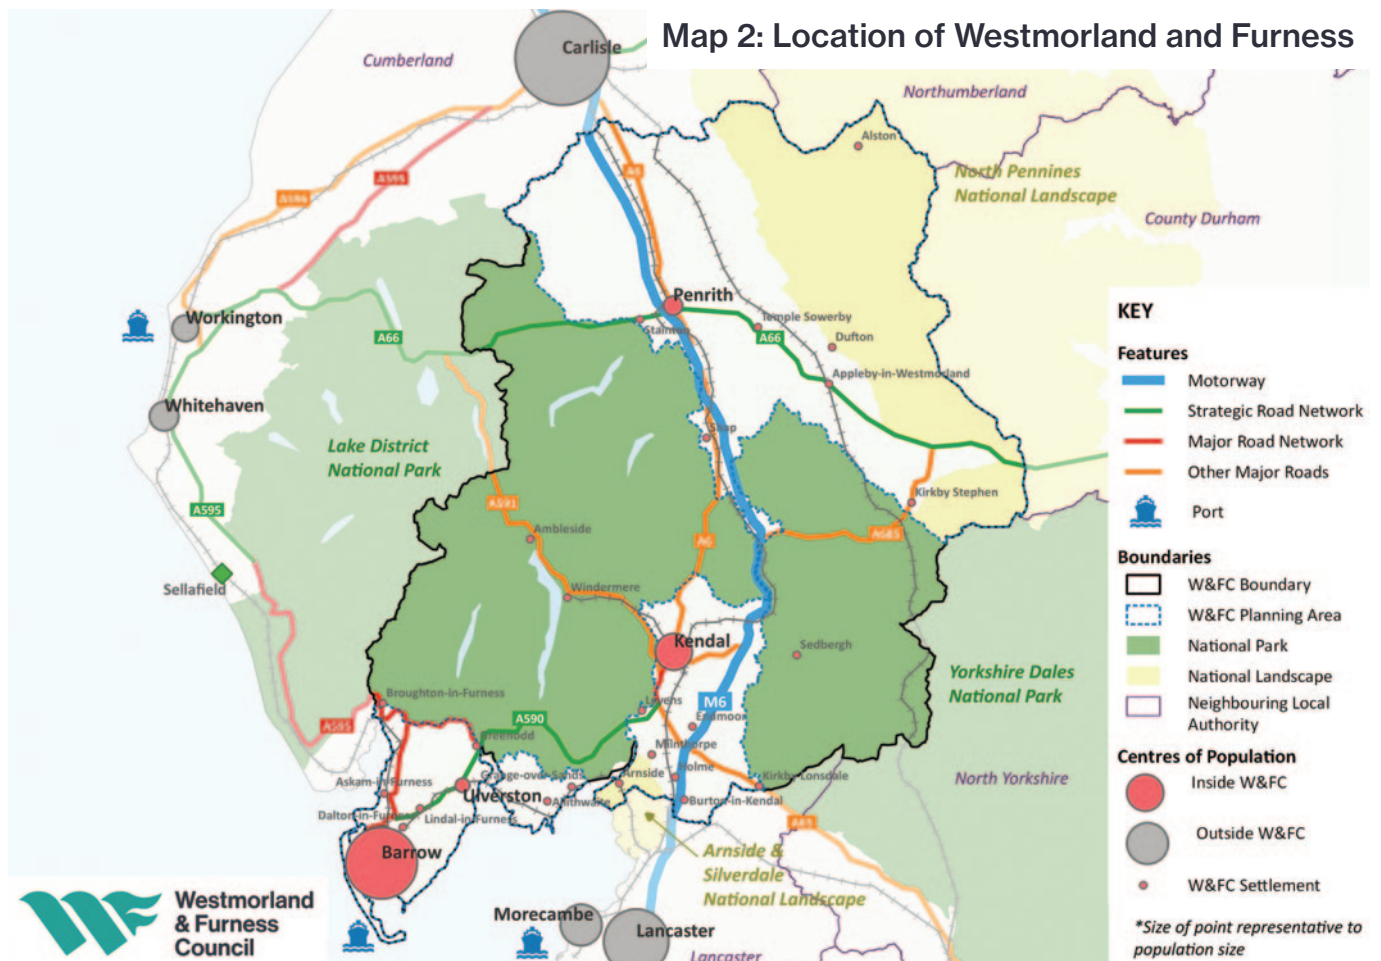 Map 2: Location of Westmorland and Furness
Carlisle
Cumberland
Northumberland
Alston
North Pennines
National Landscape
County Durham
A6
A595
A596
Penrith
Workington
Temple Sowerby
Stainton
A66
A66
Dufton
Appleby-in-Westmorland
Whitehaven
Shap
Lake District
National Park
Kirkby Stephen
A595
A591
Ambleside
A6
A685
Sellafield
Windermere
Kendal
Sedbergh
Yorkshire Dales
National Park
Broughton-in-Furness
A595
A590
Levens
M6
Endmoor
Greenodd
Milnthorpe
Holme
North Yorkshire
Askam-in-Furness
Grange-over-Sands
Arnside
Kirkby Lonsdale
Ulverston
Allithwaite
Burton-in-Kendal
Dalton-in-Furness
Lindal-in-Furness
A65
Barrow
Arnside &
Silverdale
National Landscape
Morecambe
Lancaster
Lancaster
Westmorland
& Furness
Council
KEY
Features
Motorway
Strategic Road Network
Major Road Network
Other Major Roads
Port
Boundaries
W&FC Boundary
W&FC Planning Area
National Park
National Landscape
Neighbouring Local
Authority
Centres of Population
Inside W&FC
Outside W&FC
W&FC Settlement
*Size of point representative to
population size